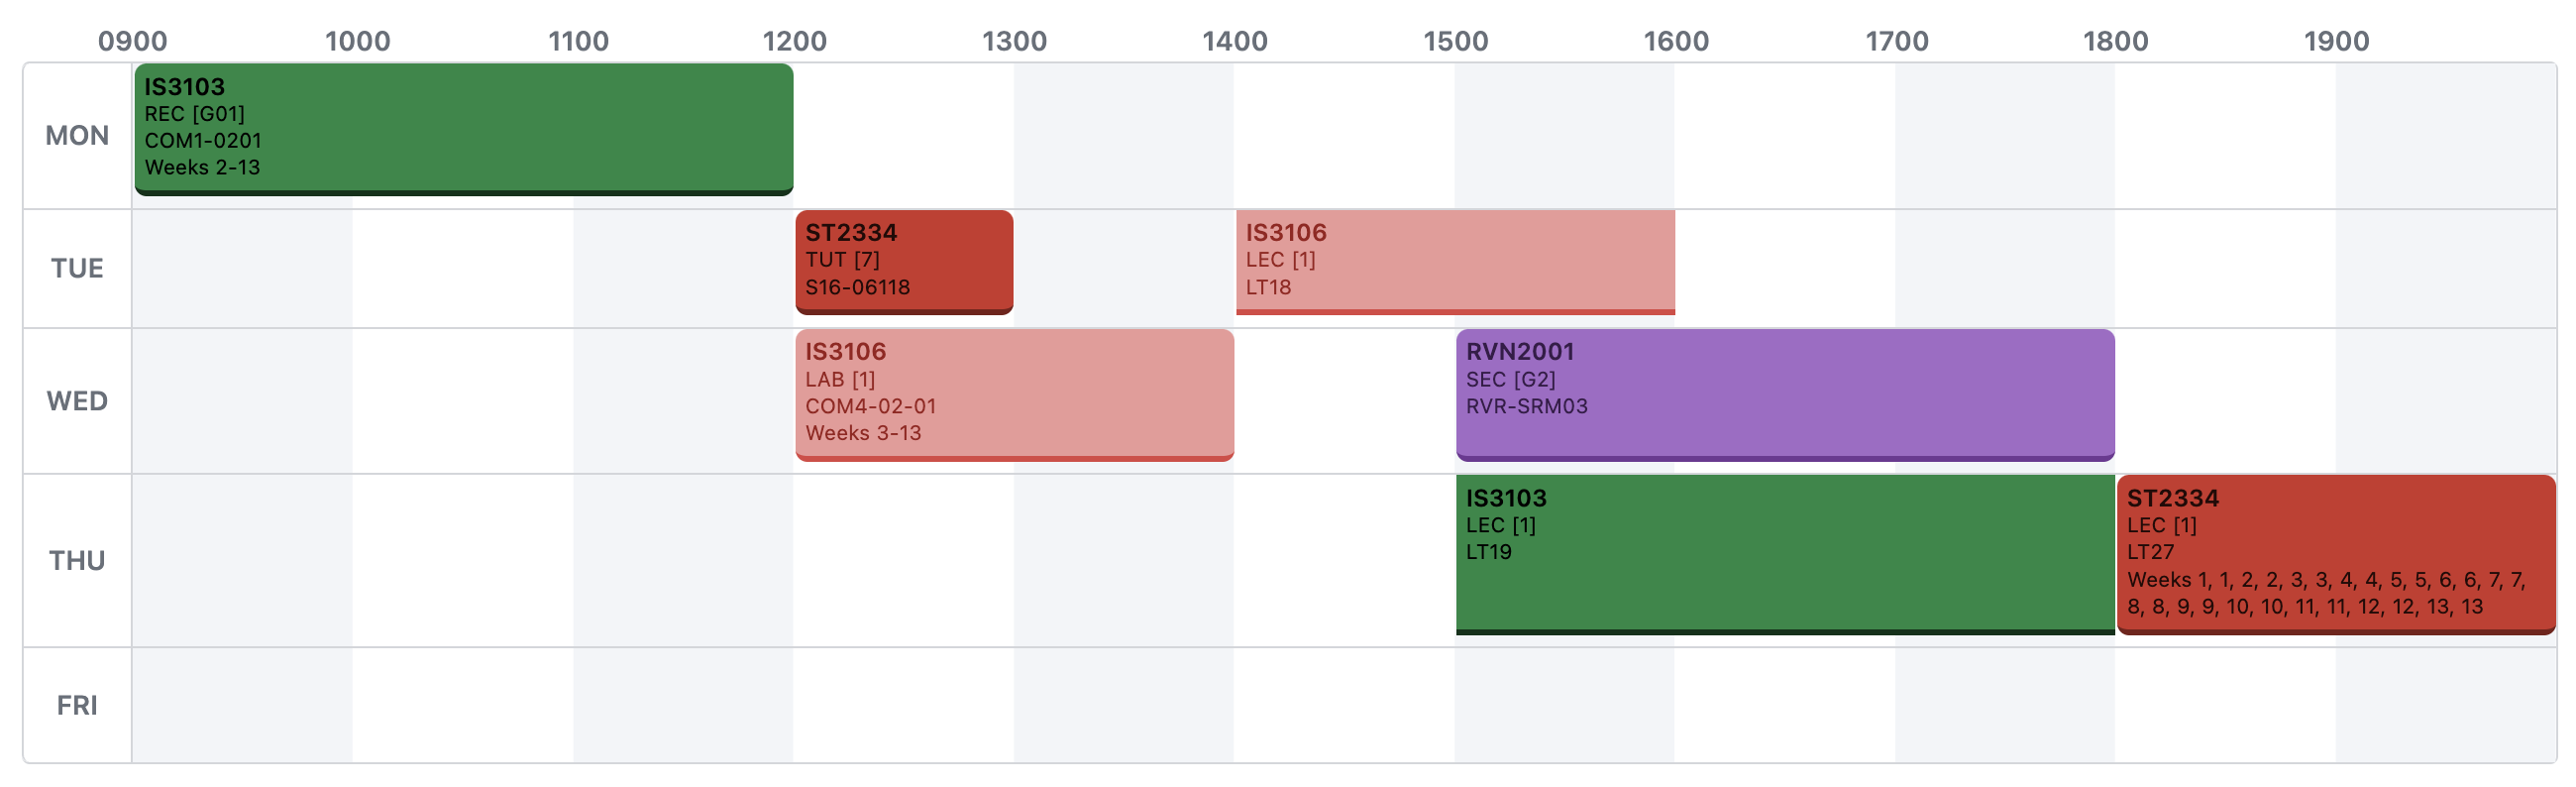 0900 1000 1100 1200 1300 1400 1500 1600 1700 1800 1900
MON
IS3103
REC [G01]
COM1-0201
Weeks 2-13
TUE
ST2334
TUT [7]
S16-06118
IS3106
LEC [1]
LT18
WED
IS3106
LAB [1]
COM4-02-01
Weeks 3-13
RVN2001
SEC [G2]
RVR-SRM03
THU
IS3103
LEC [1]
LT19
ST2334
LEC [1]
LT27
Weeks 1, 1, 2, 2, 3, 3, 4, 4, 5, 5, 6, 6, 7, 7,
8, 8, 9, 9, 10, 10, 11, 11, 12, 12, 13, 13
FRI